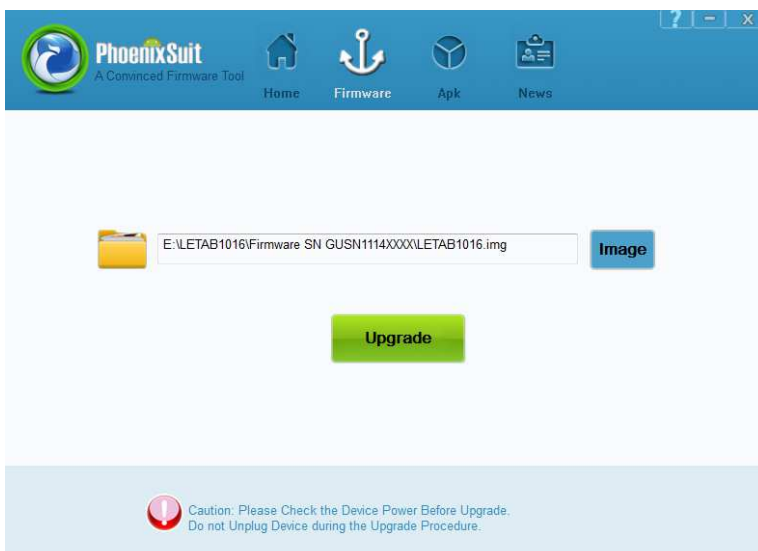 ? - x
PhoenixSuit
A Convinced Firmware Tool
Home Firmware Apk News
E:\LETAB1016\Firmware SN GUSN1114XXXX\LETAB1016.img
Image
Upgrade
Caution: Please Check the Device Power Before Upgrade.
Do not Unplug Device during the Upgrade Procedure.